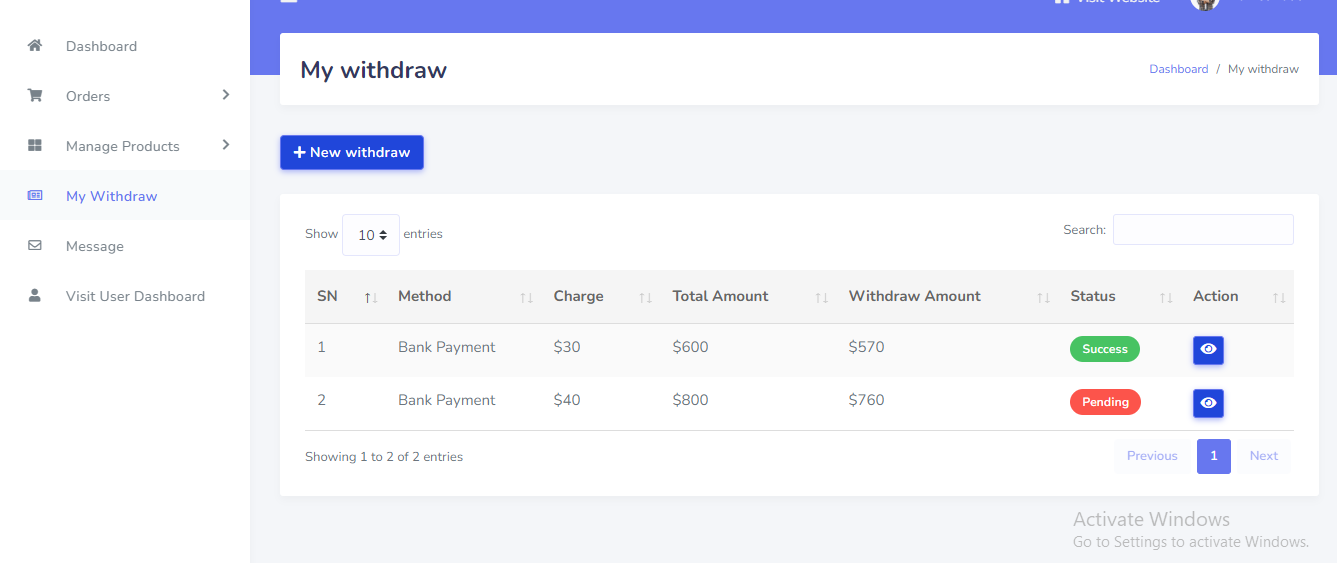 Visit Website
Dashboard
Orders
Manage Products
My Withdraw
Message
Visit User Dashboard
My withdraw
Dashboard / My withdraw
New withdraw
Show 10 entries
Search:
SN Method Charge Total Amount Withdraw Amount Status Action
1 Bank Payment $30 $600 $570 Success
2 Bank Payment $40 $800 $760 Pending
Showing 1 to 2 of 2 entries
Previous 1 Next
Activate Windows
Go to Settings to activate Windows.